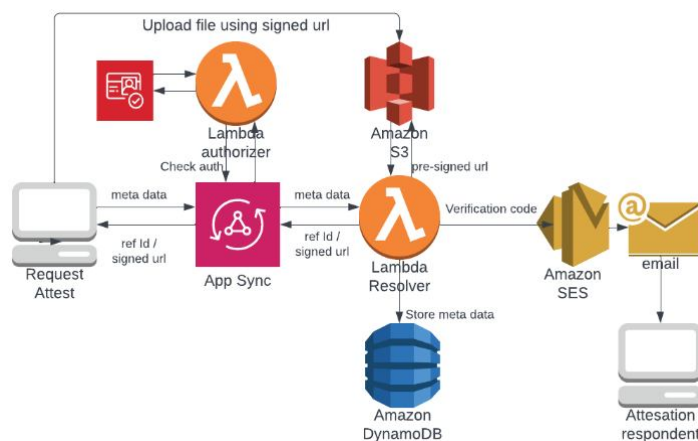 Upload file using signed url
Lambda
authorizer
Amazon
S3
Check auth
pre-signed url
meta data
meta data
Verification code
@
ref Id /
signed url
ref Id /
signed url
Request
Attest
App Sync
Lambda
Resolver
Amazon
SES
email
Store meta data
Amazon
DynamoDB
Attesation
respondent